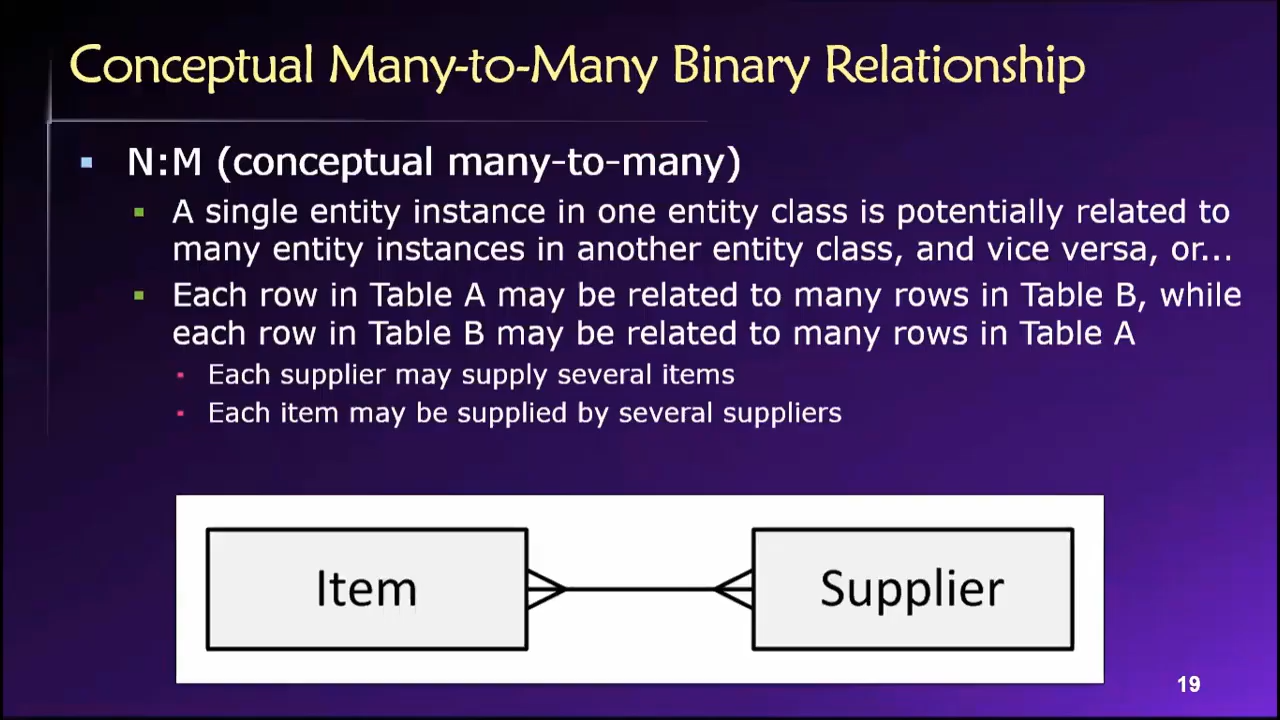 Conceptual Many-to-Many Binary Relationship
N:M (conceptual many-to-many)
A single entity instance in one entity class is potentially related to
many entity instances in another entity class, and vice versa, or...
Each row in Table A may be related to many rows in Table B, while
each row in Table B may be related to many rows in Table A
Each supplier may supply several items
Each item may be supplied by several suppliers
Item
Supplier
19